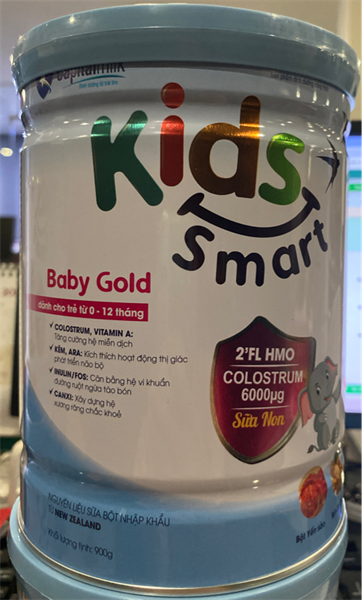 Kids
Smart
Baby Gold
dành cho trẻ từ 0 - 12 tháng
✓ COLOSTRUM, VITAMIN A:
Tăng cường hệ miễn dịch
✓ KẼM, ARA: Kích thích hoạt động thị giác
phát triển não bộ
✓ INULIN/FOS: Cân bằng hệ vi khuẩn
đường ruột ngừa táo bón
✓ CANXI: Xây dựng hệ
xương răng chắc khoẻ
2'FL HMO
COLOSTRUM
6000µg
Sữa Non
NGUYÊN LIỆU SỮA BỘT NHẬP KHẨU
TỪ NEW ZEALAND
Khối lượng tịnh: 900g
Bột Yến sào